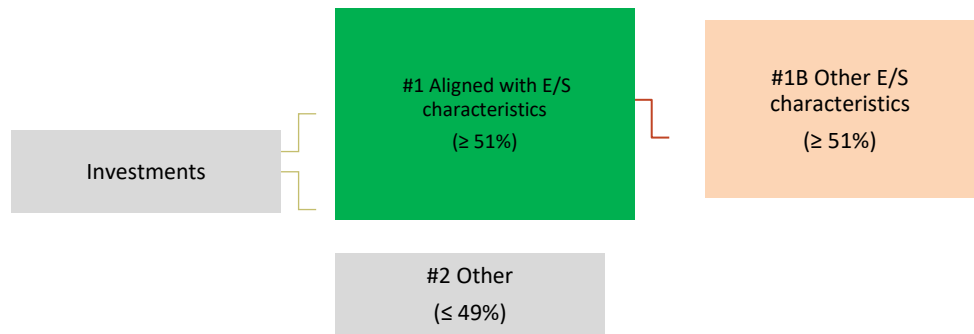 Investments
#1 Aligned with E/S
characteristics
(≥ 51%)
#1B Other E/S
characteristics
(≥ 51%)
#2 Other
(≤ 49%)